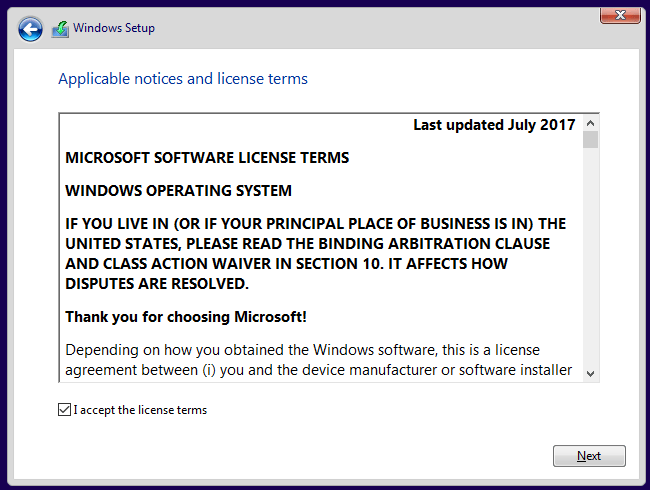 Windows Setup
Applicable notices and license terms
Last updated July 2017
MICROSOFT SOFTWARE LICENSE TERMS
WINDOWS OPERATING SYSTEM
IF YOU LIVE IN (OR IF YOUR PRINCIPAL PLACE OF BUSINESS IS IN) THE
UNITED STATES, PLEASE READ THE BINDING ARBITRATION CLAUSE
AND CLASS ACTION WAIVER IN SECTION 10. IT AFFECTS HOW
DISPUTES ARE RESOLVED.
Thank you for choosing Microsoft!
Depending on how you obtained the Windows software, this is a license
agreement between (i) you and the device manufacturer or software installer
I accept the license terms
Next